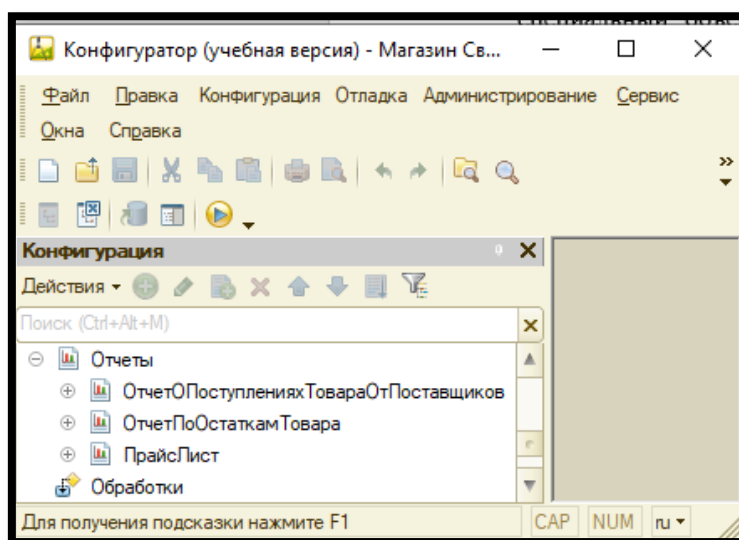 Конфигуратор (учебная версия) - Магазин Св...
Файл Правка Конфигурация Отладка Администрирование Сервис
Окна Справка
Конфигурация
Действия
Поиск (Ctrl+Alt+M)
Отчеты
ОтчетОПоступленияхТовараОтПоставщиков
ОтчетПоОстаткамТовара
ПрайсЛист
Обработки
Для получения подсказки нажмите F1 CAP NUM ru